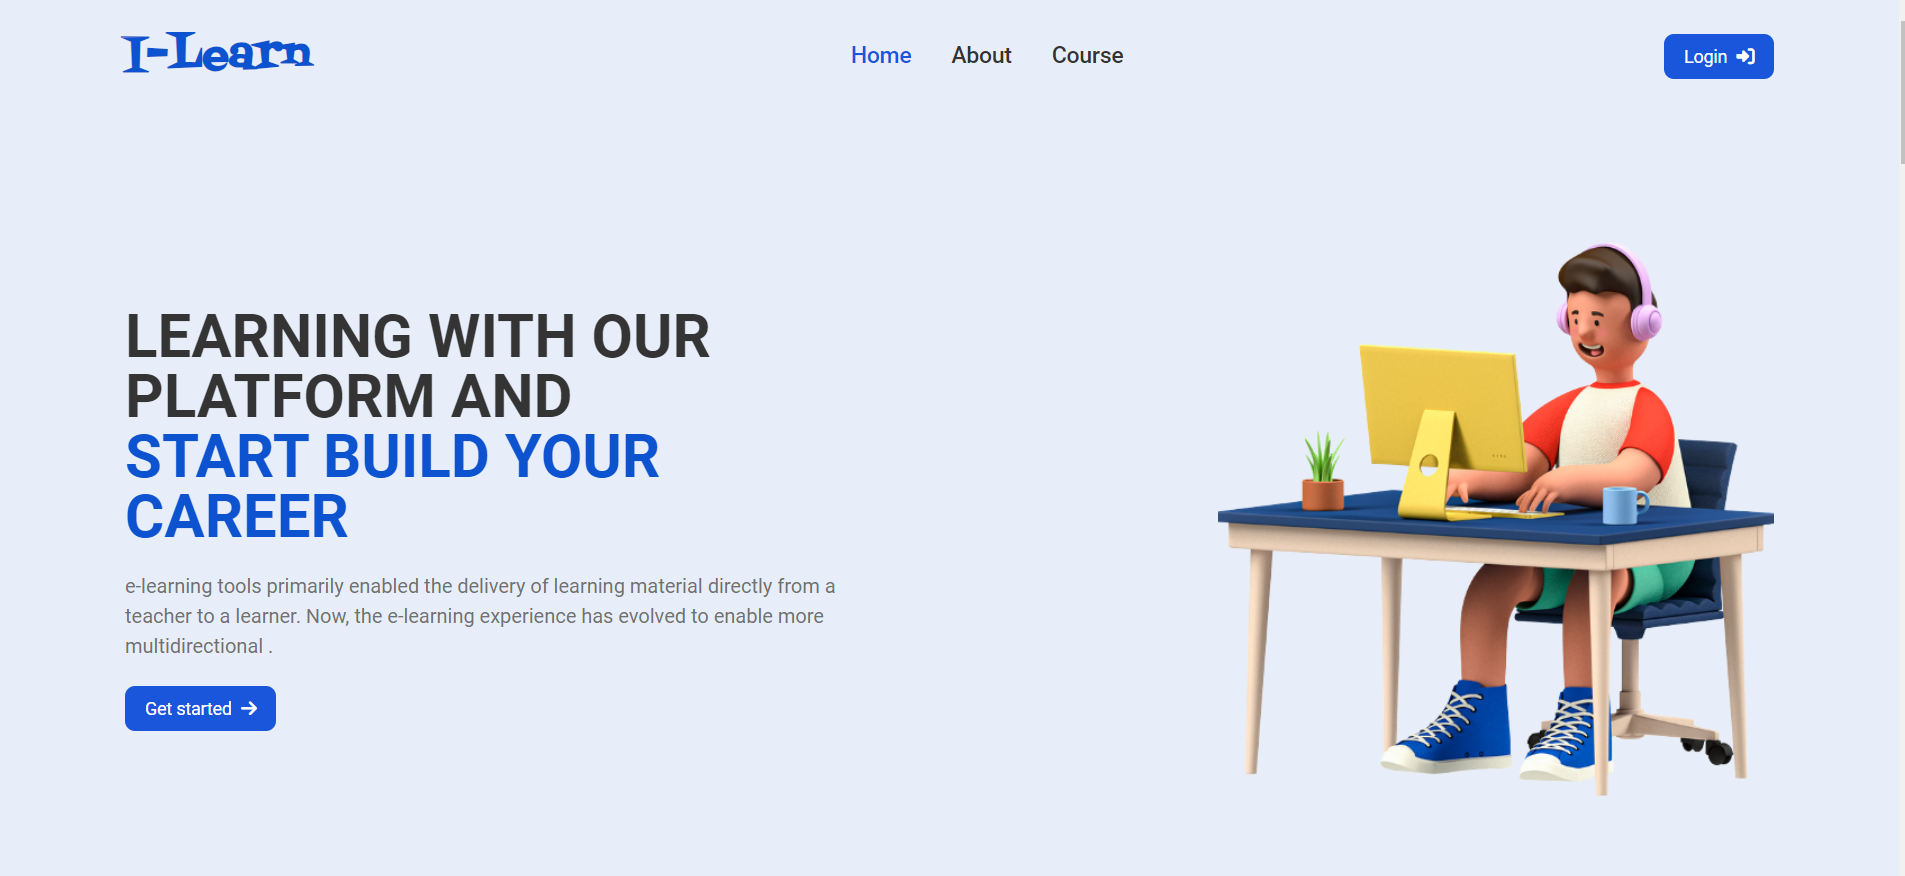 I-Learn
Home About Course
Login
LEARNING WITH OUR
PLATFORM AND
START BUILD YOUR
CAREER
e-learning tools primarily enabled the delivery of learning material directly from a
teacher to a learner. Now, the e-learning experience has evolved to enable more
multidirectional .
Get started